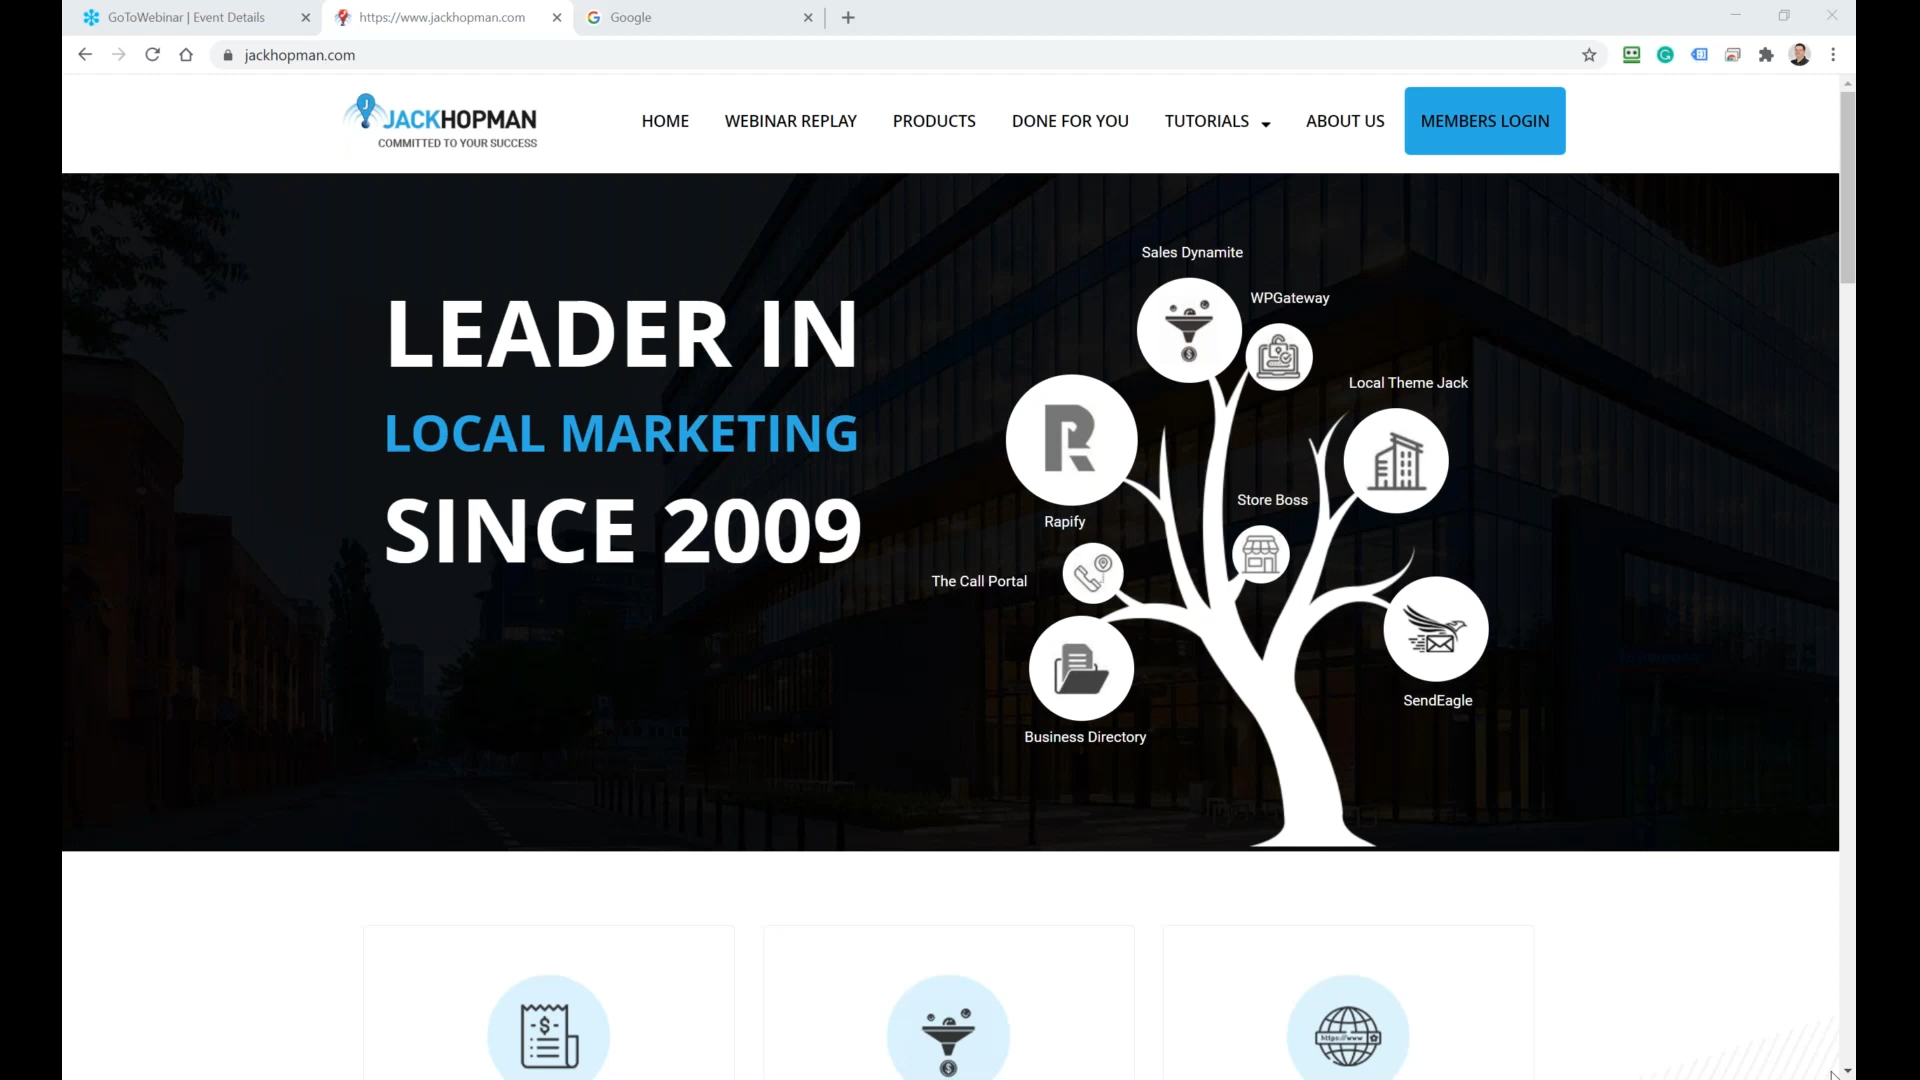 GoToWebinar | Event Details
https://www.jackhopman.com
Google
jackhopman.com
JACKHOPMAN
COMMITTED TO YOUR SUCCESS
HOME
WEBINAR REPLAY
PRODUCTS
DONE FOR YOU
TUTORIALS
ABOUT US
MEMBERS LOGIN
LEADER IN
LOCAL MARKETING
SINCE 2009
Sales Dynamite
WPGateway
Local Theme Jack
Rapify
Store Boss
The Call Portal
SendEagle
Business Directory
https://www